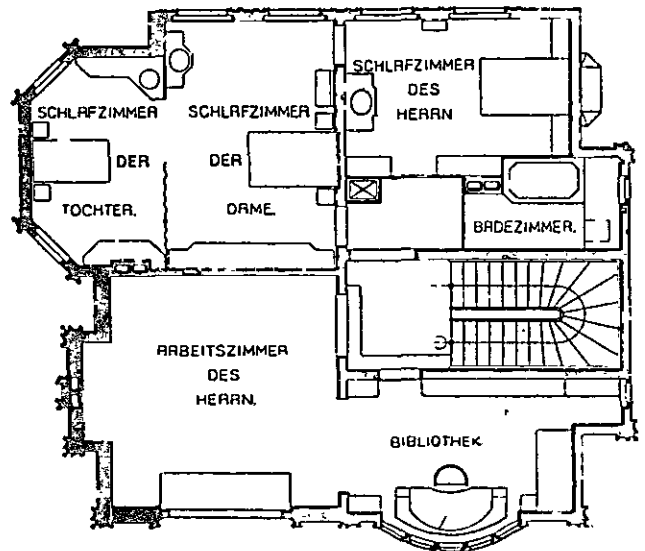 SCHLAFZIMMER
DER
TOCHTER.
SCHLAFZIMMER
DER
DAME.
SCHLAFZIMMER
DES
HERRN
BADEZIMMER.
ARBEITSZIMMER
DES
HERRN.
BIBLIOTHEK